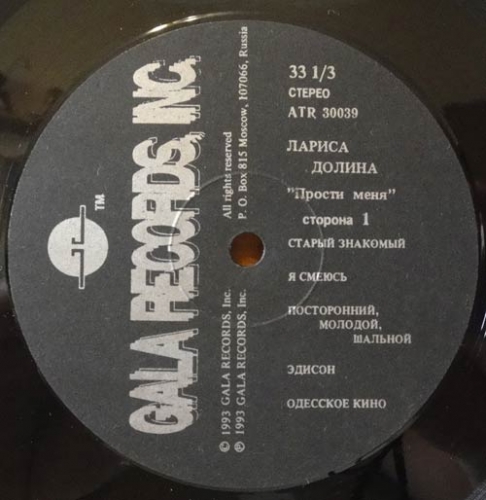 33 1/3
СТЕРЕО
ATR 30039
ЛАРИСА
ДОЛИНА
"Прости меня"
сторона 1
СТАРЫЙ ЗНАКОМЫЙ
Я СМЕЮСЬ
ПОСТОРОННИЙ,
МОЛОДОЙ,
ШАЛЬНОЙ
ЭДИСОН
ОДЕССКОЕ КИНО
TM
GALA RECORDS, INC.
© 1993 GALA RECORDS, Inc. All rights reserved
℗ 1993 GALA RECORDS, Inc. P. O. Box 815 Moscow, 107066, Russia